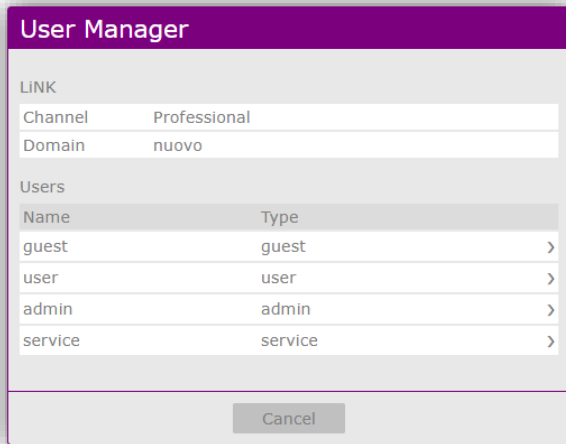 User Manager
LiNK
Channel Professional
Domain nuovo
Users
Name Type
guest guest
user user
admin admin
service service
Cancel